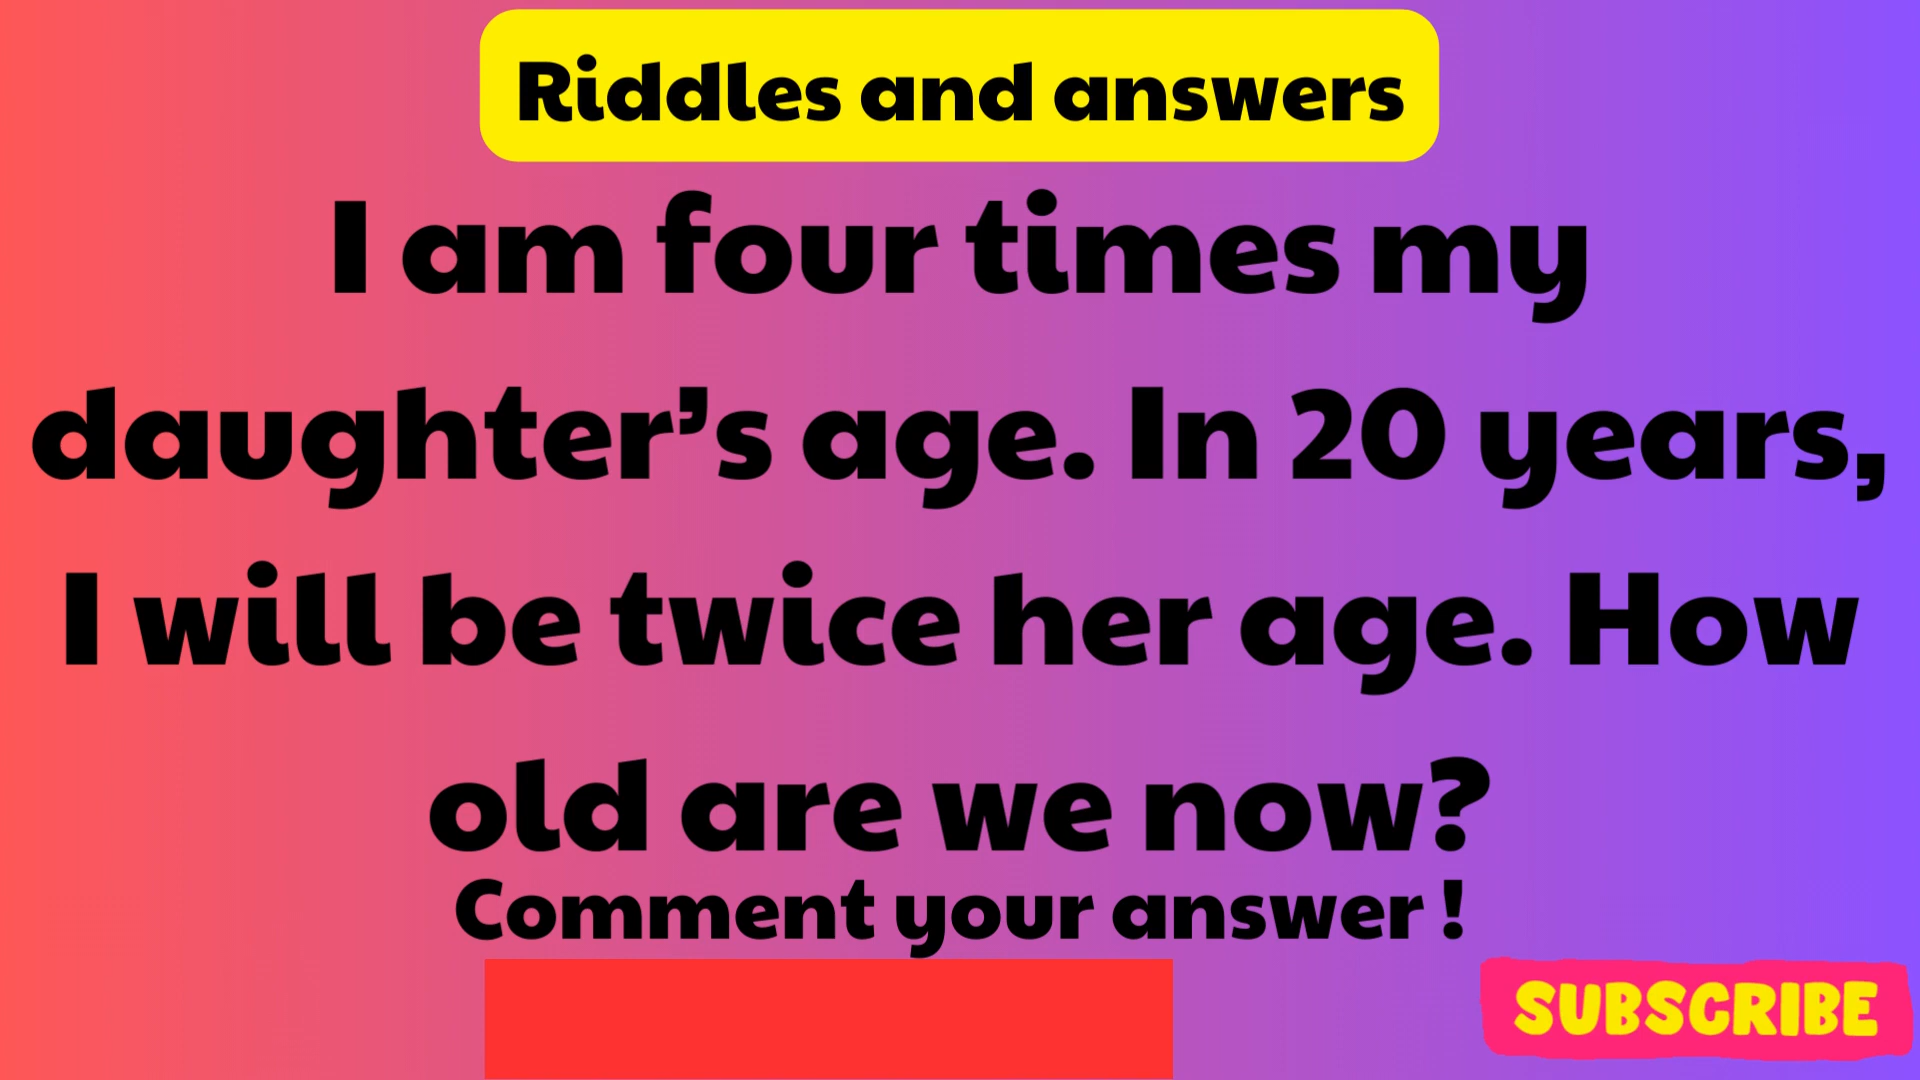 Riddles and answers
I am four times my
daughter’s age. In 20 years,
I will be twice her age. How
old are we now?
Comment your answer !
SUBSCRIBE